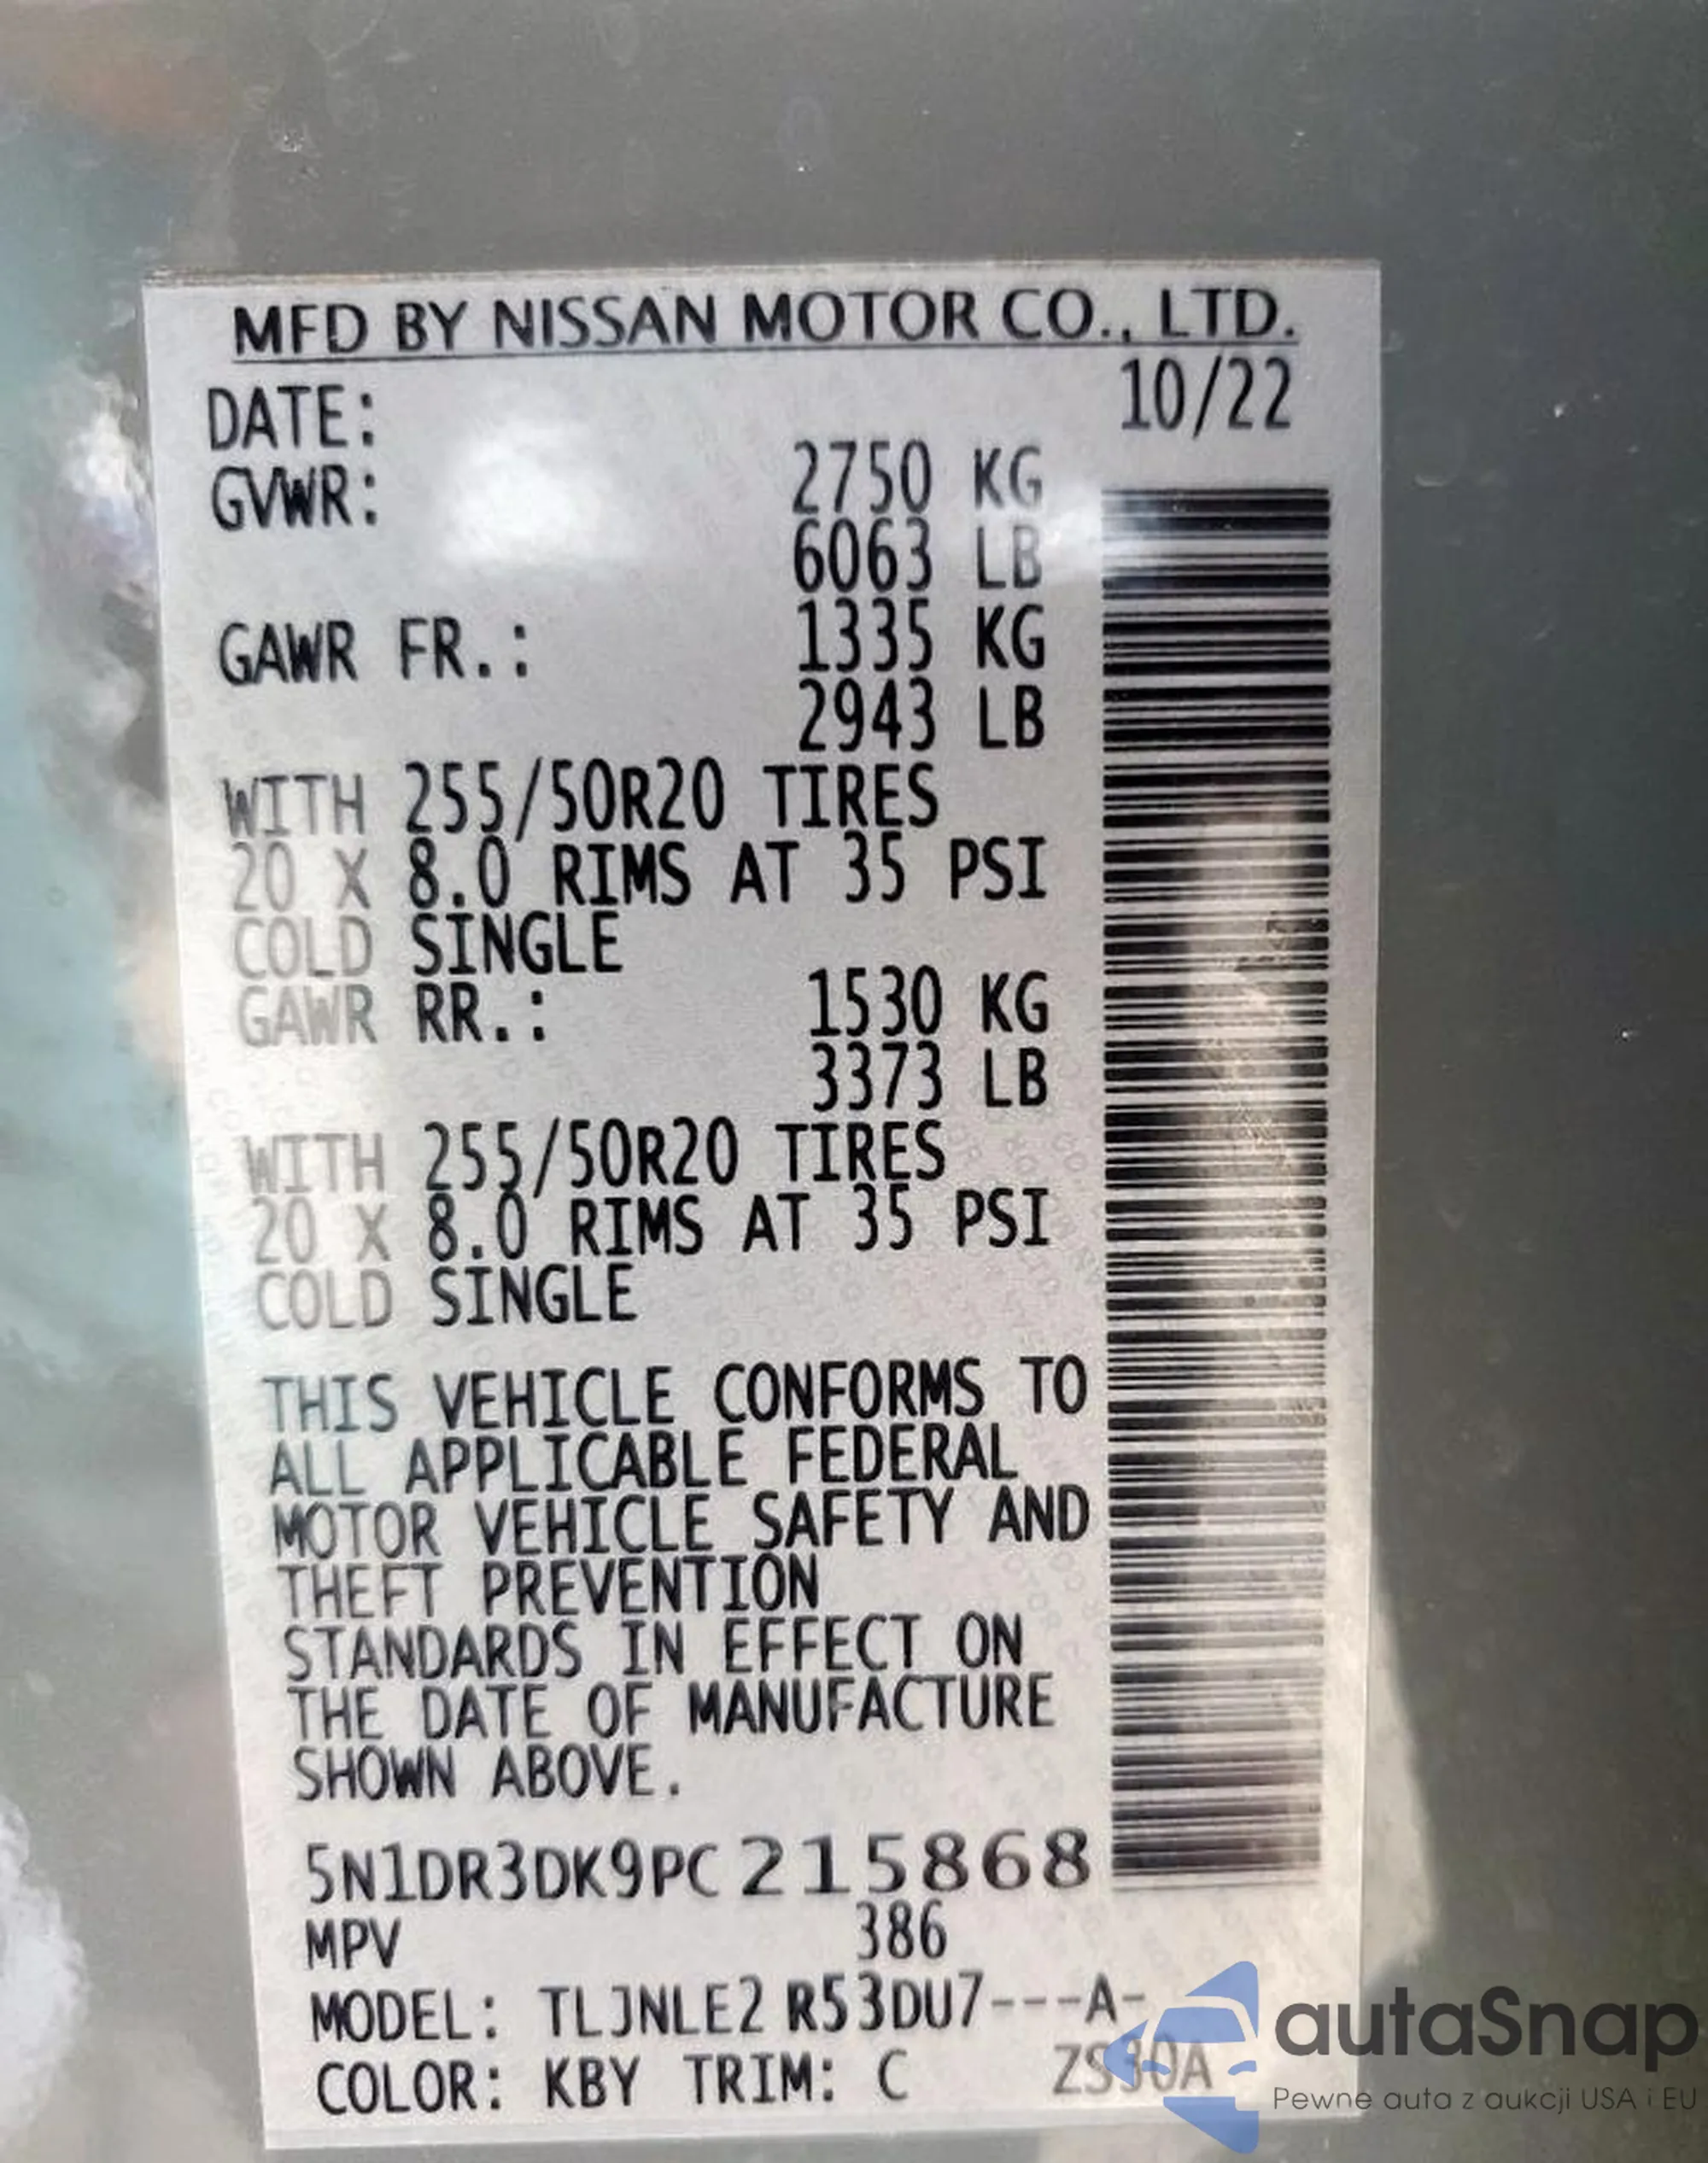 MFD BY NISSAN MOTOR CO., LTD.
DATE: 10/22
GVWR: 2750 KG
6063 LB
GAWR FR.: 1335 KG
2943 LB
WITH 255/50R20 TIRES
20 X 8.0 RIMS AT 35 PSI
COLD SINGLE
GAWR RR.: 1530 KG
3373 LB
WITH 255/50R20 TIRES
20 X 8.0 RIMS AT 35 PSI
COLD SINGLE
THIS VEHICLE CONFORMS TO
ALL APPLICABLE FEDERAL
MOTOR VEHICLE SAFETY AND
THEFT PREVENTION
STANDARDS IN EFFECT ON
THE DATE OF MANUFACTURE
SHOWN ABOVE.
5N1DR3DK9PC215868
MPV 386
MODEL: TLJNLE2 R53DU7---A-
COLOR: KBY TRIM: C ZS30A
autaSnap
Pewne auta z aukcji USA i EU